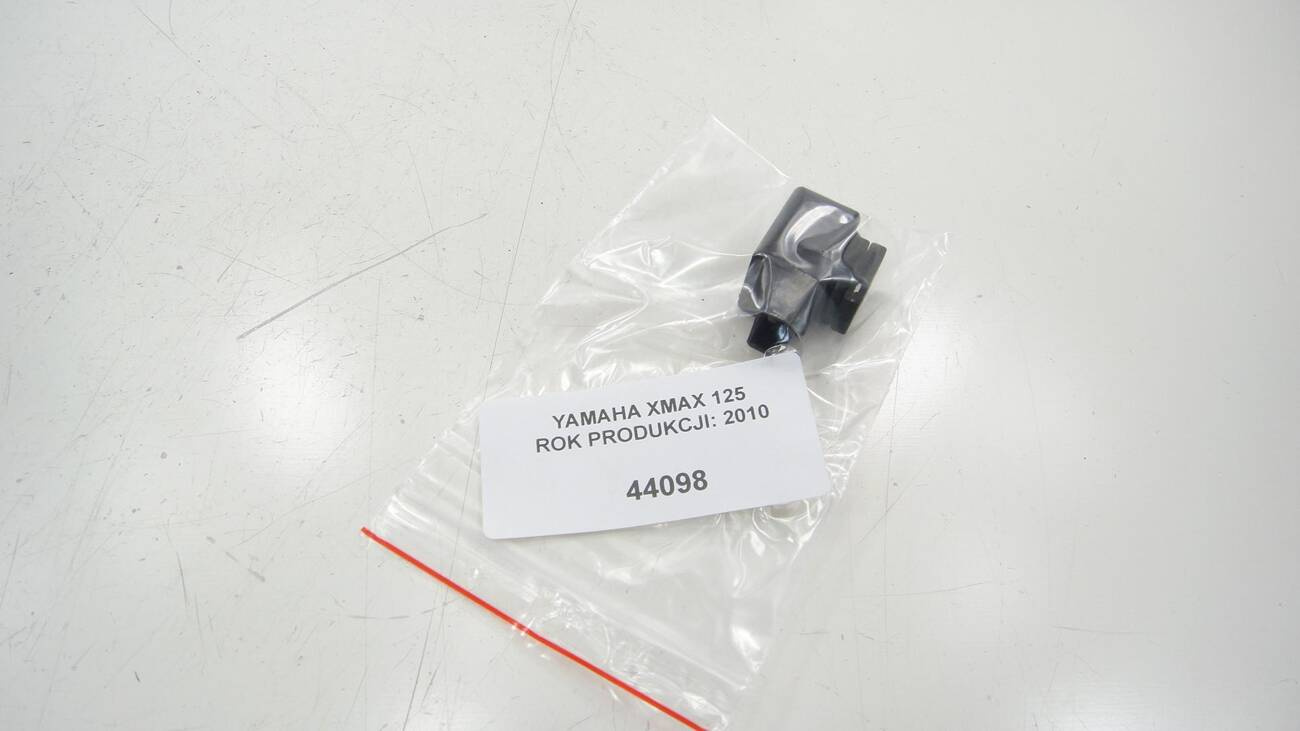 YAMAHA XMAX 125
ROK PRODUKCJI: 2010
44098